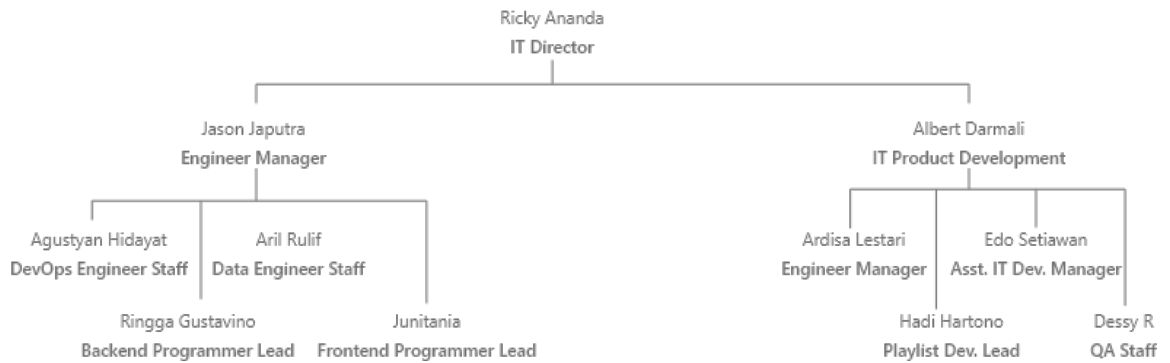 Ricky Ananda
IT Director
Jason Japutra
Engineer Manager
Albert Darmali
IT Product Development
Agustyan Hidayat
DevOps Engineer Staff
Aril Rulif
Data Engineer Staff
Ardisa Lestari
Engineer Manager
Edo Setiawan
Asst. IT Dev. Manager
Ringga Gustavino
Backend Programmer Lead
Junitania
Frontend Programmer Lead
Hadi Hartono
Playlist Dev. Lead
Dessy R
QA Staff